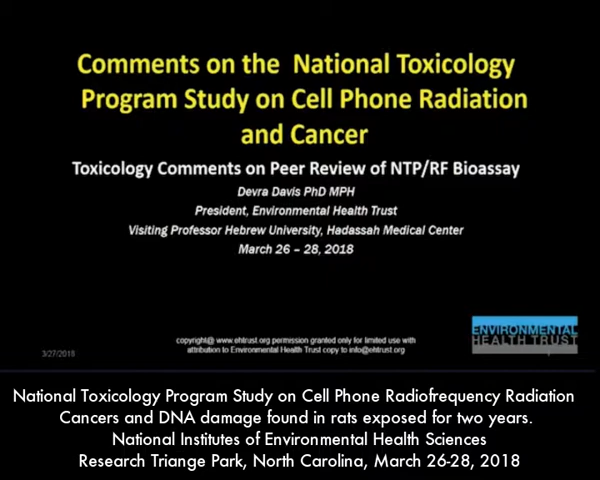 Comments on the National Toxicology
Program Study on Cell Phone Radiation
and Cancer
Toxicology Comments on Peer Review of NTP/RF Bioassay
Devra Davis PhD MPH
President, Environmental Health Trust
Visiting Professor Hebrew University, Hadassah Medical Center
March 26 – 28, 2018
copyright@ www.ehtrust.org permission granted only for limited use with
attribution to Environmental Health Trust copy to info@ehtrust.org
3/27/2018
ENVIRONMENTAL
HEALTH TRUST
National Toxicology Program Study on Cell Phone Radiofrequency Radiation
Cancers and DNA damage found in rats exposed for two years.
National Institutes of Environmental Health Sciences
Research Triange Park, North Carolina, March 26-28, 2018